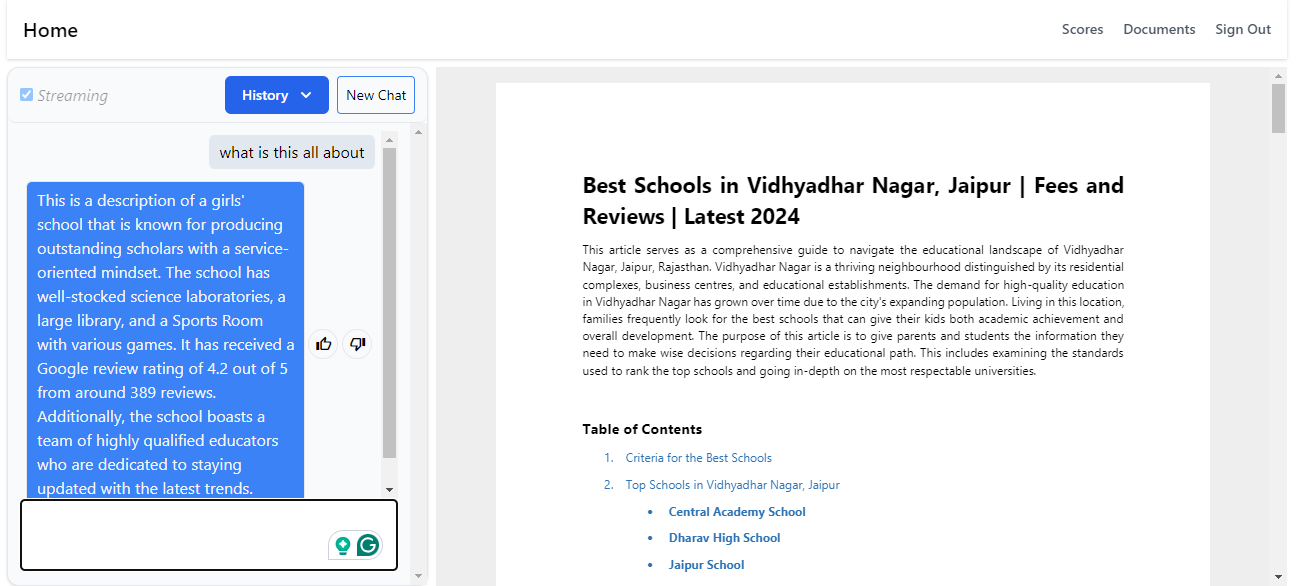 Home
Scores
Documents
Sign Out
Streaming
History
New Chat
what is this all about
This is a description of a girls'
school that is known for producing
outstanding scholars with a service-
oriented mindset. The school has
well-stocked science laboratories, a
large library, and a Sports Room
with various games. It has received a
Google review rating of 4.2 out of 5
from around 389 reviews.
Additionally, the school boasts a
team of highly qualified educators
who are dedicated to staying
updated with the latest trends.
Best Schools in Vidhyadhar Nagar, Jaipur | Fees and
Reviews | Latest 2024
This article serves as a comprehensive guide to navigate the educational landscape of Vidhyadhar
Nagar, Jaipur, Rajasthan. Vidhyadhar Nagar is a thriving neighbourhood distinguished by its residential
complexes, business centres, and educational establishments. The demand for high-quality education
in Vidhyadhar Nagar has grown over time due to the city's expanding population. Living in this location,
families frequently look for the best schools that can give their kids both academic achievement and
overall development. The purpose of this article is to give parents and students the information they
need to make wise decisions regarding their educational path. This includes examining the standards
used to rank the top schools and going in-depth on the most respectable universities.
Table of Contents
1. Criteria for the Best Schools
2. Top Schools in Vidhyadhar Nagar, Jaipur
• Central Academy School
• Dharav High School
• Jaipur School